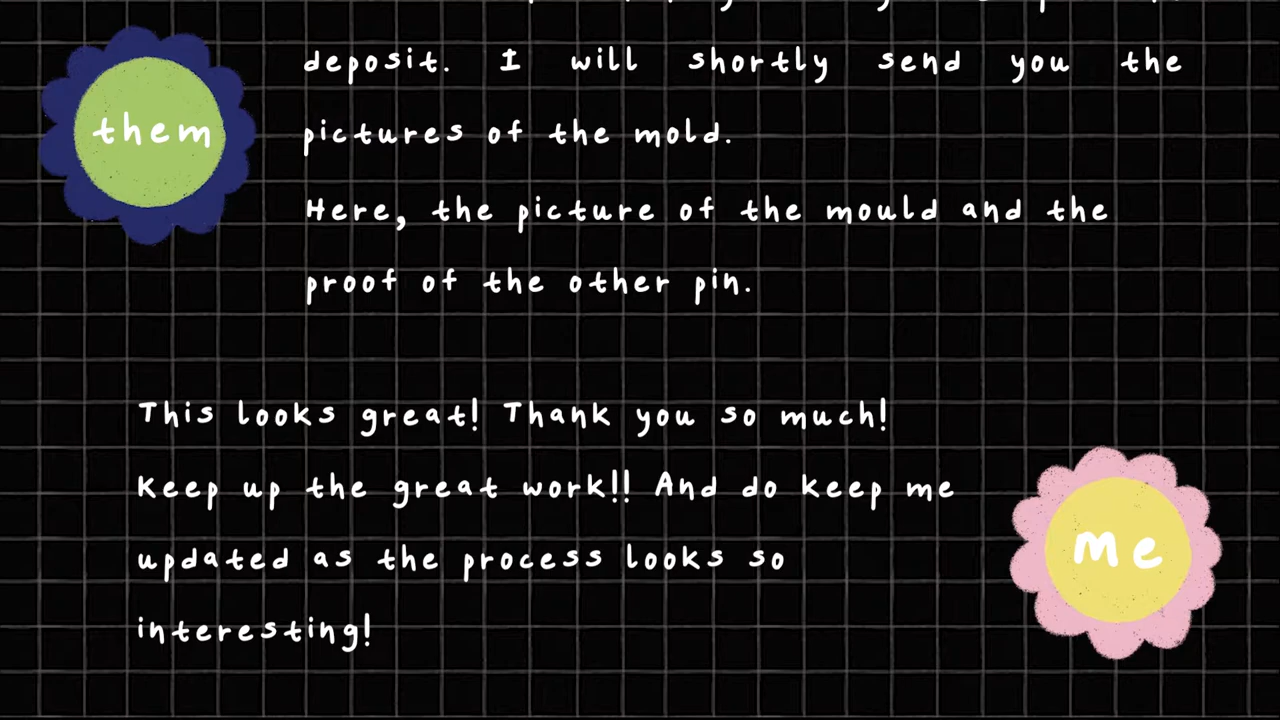 deposit. I will shortly send you the
them
pictures of the mold.
Here, the picture of the mould and the
proof of the other pin.
This looks great! Thank you so much!
Keep up the great work!! And do keep me
updated as the process looks so
me
interesting!